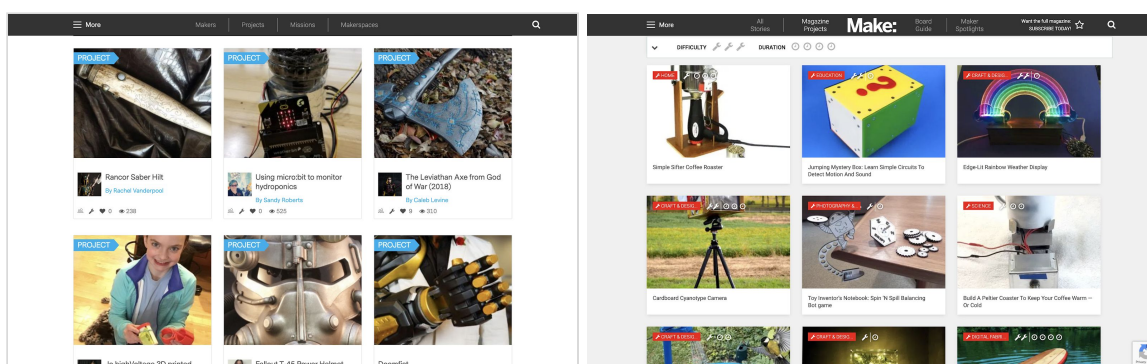 More
Makers
Projects
Missions
Makerspaces
PROJECT
PROJECT
PROJECT
Rancor Saber Hilt
By Rachel Vanderpool
0
238
Using micro:bit to monitor
hydroponics
By Sandy Roberts
0
525
The Leviathan Axe from God
of War (2018)
By Caleb Levine
9
310
PROJECT
PROJECT
PROJECT
More
All
Stories
Magazine
Projects
Make:
Board
Guide
Maker
Spotlights
Want the full magazine:
SUBSCRIBE TODAY!
DIFFICULTY
DURATION
HOME
EDUCATION
CRAFT & DESIG...
Simple Sifter Coffee Roaster
Jumping Mystery Box: Learn Simple Circuits To
Detect Motion And Sound
Edge-Lit Rainbow Weather Display
CRAFT & DESIG...
PHOTOGRAPHY &...
SCIENCE
Cardboard Cyanotype Camera
Toy Inventor's Notebook: Spin 'N Spill Balancing
Bot game
Build A Peltier Coaster To Keep Your Coffee Warm —
Or Cold
CRAFT & DESIG...
CRAFT & DESIG...
DIGITAL FABR...